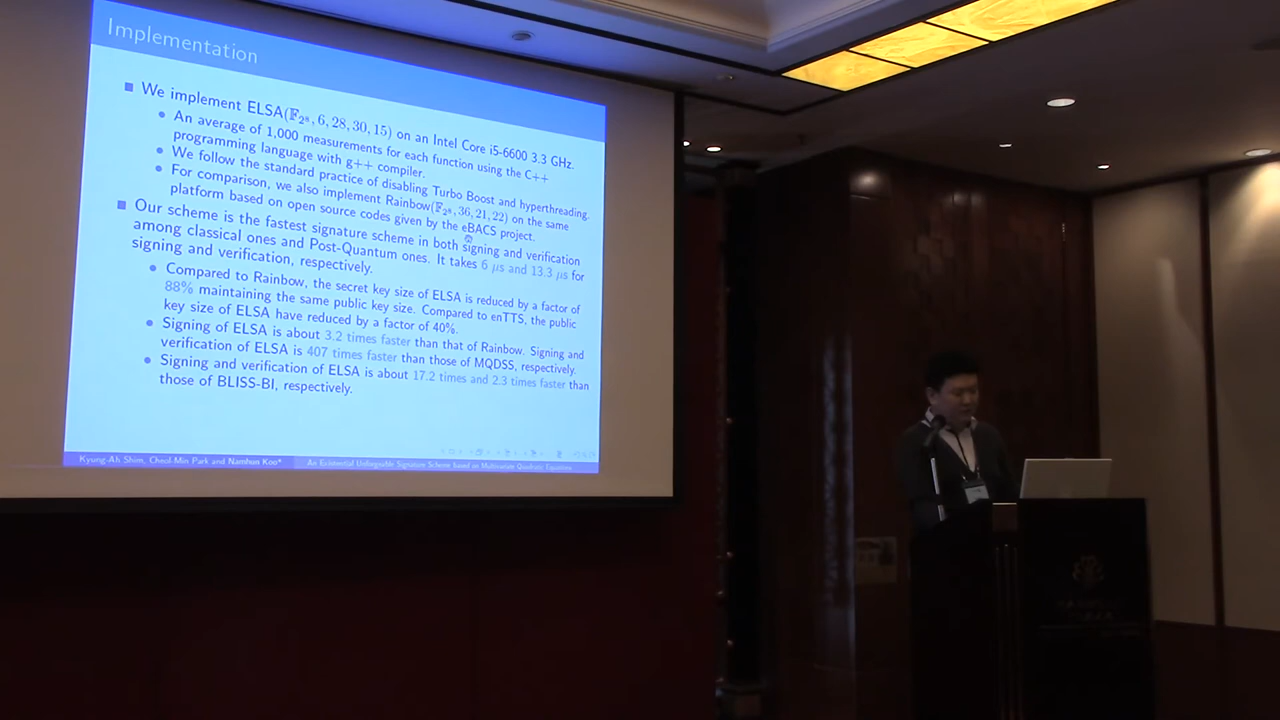 Implementation
We implement ELSA(𝔽₂⁸, 6, 28, 30, 15) on an Intel Core i5-6600 3.3 GHz.
An average of 1,000 measurements for each function using the C++
programming language with g++ compiler.
We follow the standard practice of disabling Turbo Boost and hyperthreading.
For comparison, we also implement Rainbow(𝔽₂⁸, 36, 21, 22) on the same
platform based on open source codes given by the eBACS project.
Our scheme is the fastest signature scheme in both signing and verification
among classical ones and Post-Quantum ones. It takes 6 μs and 13.3 μs for
signing and verification, respectively.
Compared to Rainbow, the secret key size of ELSA is reduced by a factor of
88% maintaining the same public key size. Compared to enTTS, the public
key size of ELSA have reduced by a factor of 40%.
Signing of ELSA is about 3.2 times faster than that of Rainbow. Signing and
verification of ELSA is 407 times faster than those of MQDSS, respectively.
Signing and verification of ELSA is about 17.2 times and 2.3 times faster than
those of BLISS-BI, respectively.
Kyung-Ah Shim, Cheol-Min Park and Namhun Koo* An Existential Unforgeable Signature Scheme based on Multivariate Quadratic Equations